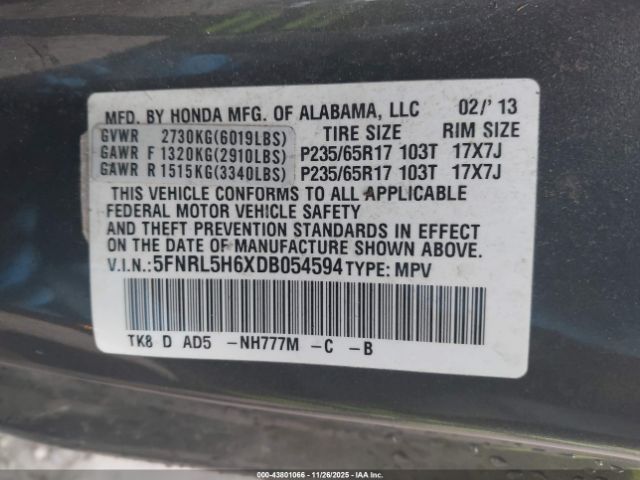 MFD. BY HONDA MFG. OF ALABAMA, LLC 02/' 13
GVWR 2730KG(6019LBS) TIRE SIZE RIM SIZE
GAWR F 1320KG(2910LBS) P235/65R17 103T 17X7J
GAWR R 1515KG(3340LBS) P235/65R17 103T 17X7J
THIS VEHICLE CONFORMS TO ALL APPLICABLE
FEDERAL MOTOR VEHICLE SAFETY
AND THEFT PREVENTION STANDARDS IN EFFECT
ON THE DATE OF MANUFACTURE SHOWN ABOVE.
V.I.N.:5FNRL5H6XDB054594 TYPE: MPV
TK8 D AD5 -NH777M -C -B
© IAA - 43801066 - 11/26/2025 - IAAI.COM